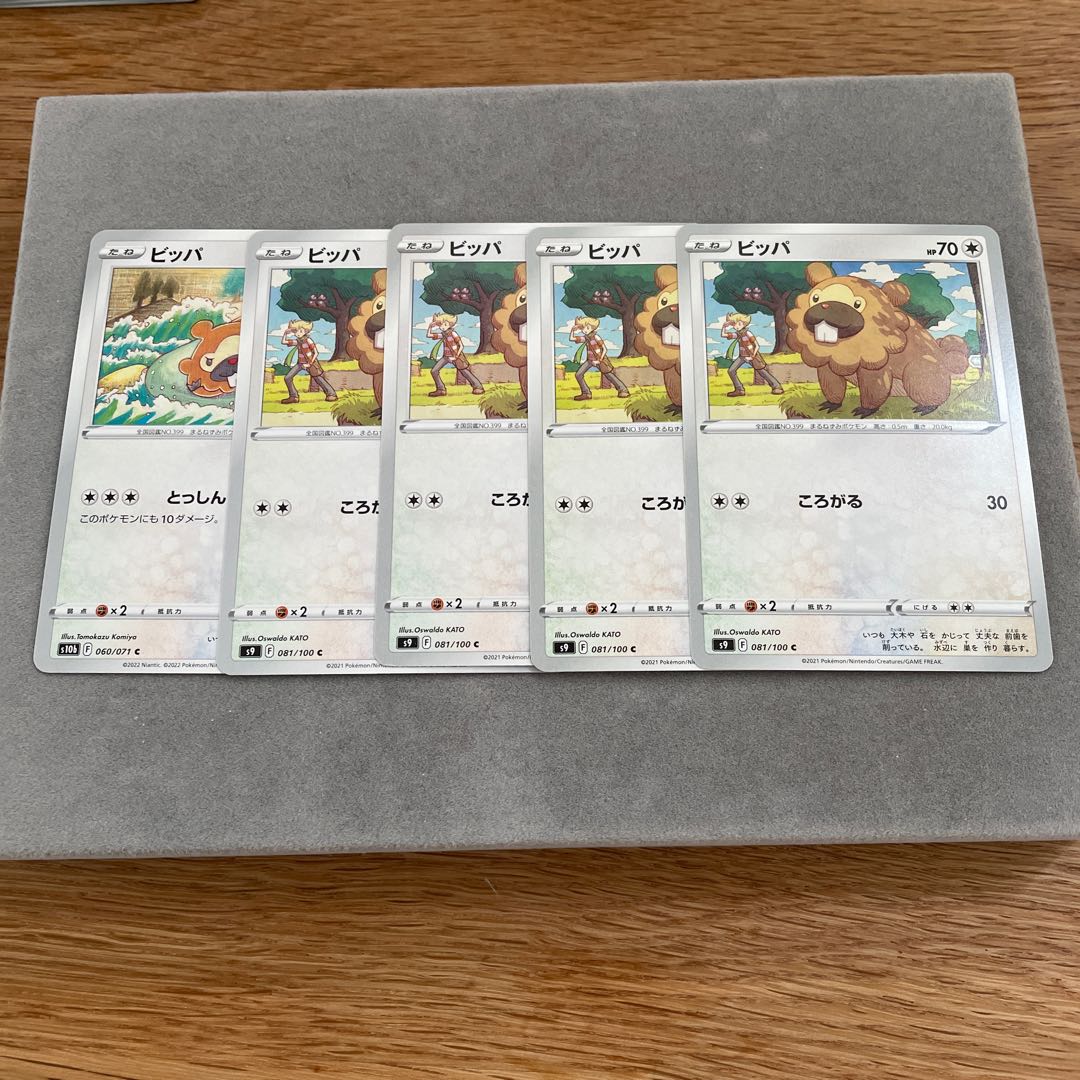 たね ビッパ
全国図鑑NO.399 まるねずみポケ
とっしん
このポケモンにも10ダメージ。
弱点 ×2 抵抗力
Illus.Tomokazu Komiya
s10b F 060/071 C
©2022 Niantic. ©2022 Pokémon/Ni
たね ビッパ
全国図鑑NO.399 まるね
ころ
弱点 ×2 抵抗力
Illus.Oswaldo KATO
s9 F 081/100 C
©2021 Pokémon/Ni
たね ビッパ
全国図鑑NO.399 まるね
ころ
弱点 ×2 抵抗力
Illus.Oswaldo KATO
s9 F 081/100 C
©2021 Pokémon/N
たね ビッパ
全国図鑑NO.399 まるね
ころが
弱点 ×2 抵抗力
Illus.Oswaldo KATO
s9 F 081/100 C
©2021 Pokémon/Nin
たね ビッパ HP70
全国図鑑NO.399 まるねずみポケモン 高さ:0.5m 重さ:20.0kg
ころがる 30
弱点 ×2 抵抗力 にげる
Illus.Oswaldo KATO
s9 F 081/100 C
いつも 大木や 石を かじって 丈夫な 前歯を
削っている。 水辺に 巣を 作り 暮らす。
©2021 Pokémon/Nintendo/Creatures/GAME FREAK.